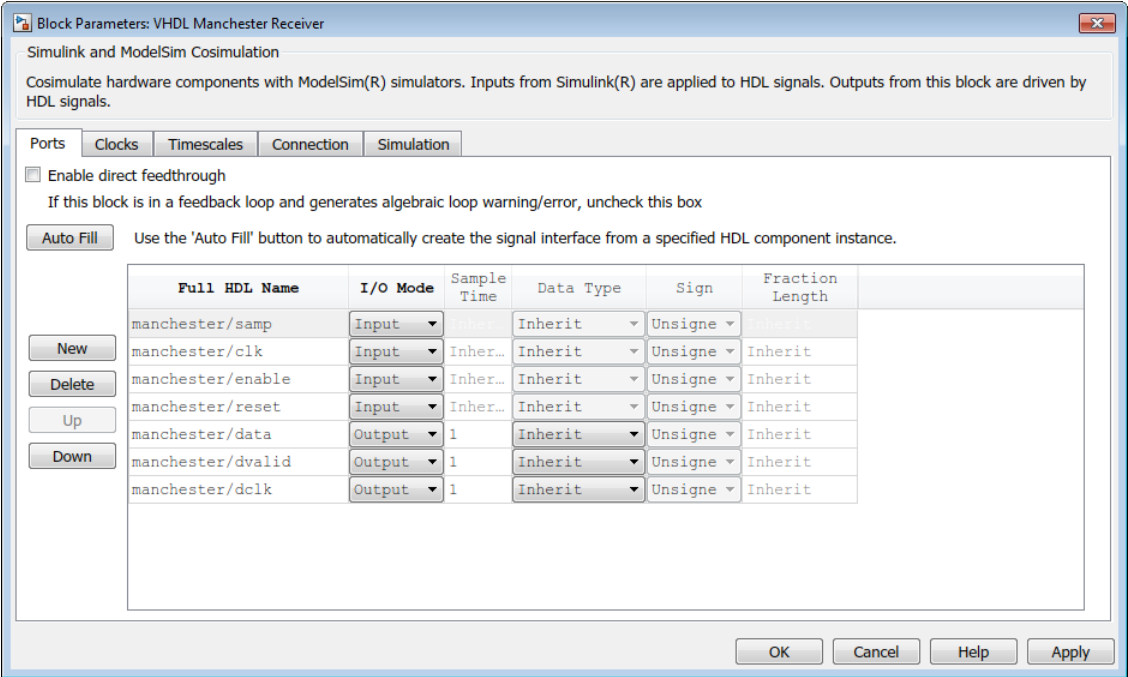 Block Parameters: VHDL Manchester Receiver
Simulink and ModelSim Cosimulation
Cosimulate hardware components with ModelSim(R) simulators. Inputs from Simulink(R) are applied to HDL signals. Outputs from this block are driven by
HDL signals.
Ports Clocks Timescales Connection Simulation
Enable direct feedthrough
If this block is in a feedback loop and generates algebraic loop warning/error, uncheck this box
Auto Fill Use the 'Auto Fill' button to automatically create the signal interface from a specified HDL component instance.
Full HDL Name I/O Mode Sample Time Data Type Sign Fraction Length
manchester/samp Input Inher... Inherit Unsigne Inherit
manchester/clk Input Inher... Inherit Unsigne Inherit
manchester/enable Input Inher... Inherit Unsigne Inherit
manchester/reset Input Inher... Inherit Unsigne Inherit
manchester/data Output 1 Inherit Unsigne Inherit
manchester/dvalid Output 1 Inherit Unsigne Inherit
manchester/dclk Output 1 Inherit Unsigne Inherit
New
Delete
Up
Down
OK Cancel Help Apply